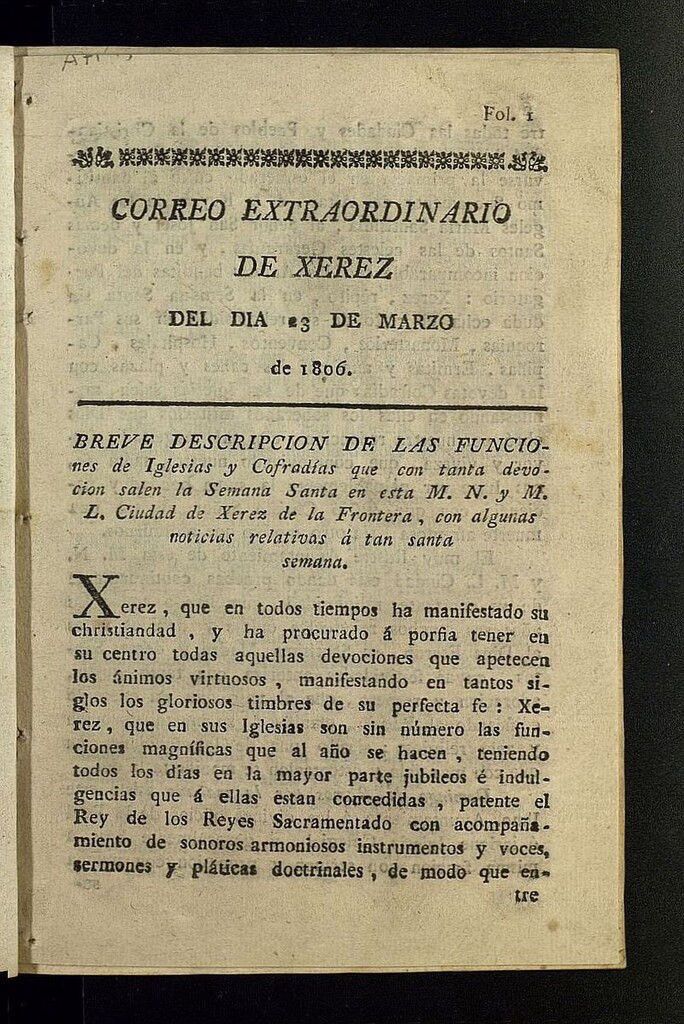 Fol. 1
CORREO EXTRAORDINARIO
DE XEREZ
DEL DIA 23 DE MARZO
de 1806.
BREVE DESCRIPCION DE LAS FUNCIO-
nes de Iglesias y Cofradías que con tanta devo-
cion salen la Semana Santa en esta M. N. y M.
L. Ciudad de Xerez de la Frontera, con algunas
noticias relativas á tan santa
semana.
Xerez, que en todos tiempos ha manifestado su
christiandad, y ha procurado á porfia tener en
su centro todas aquellas devociones que apetecen
los ánimos virtuosos, manifestando en tantos si-
glos los gloriosos timbres de su perfecta fe: Xe-
rez, que en sus Iglesias son sin número las fun-
ciones magníficas que al año se hacen, teniendo
todos los dias en la mayor parte jubileos é indul-
gencias que á ellas estan concedidas, patente el
Rey de los Reyes Sacramentado con acompaña-
miento de sonoros armoniosos instrumentos y voces,
sermones y pláticas doctrinales, de modo que en-
tre